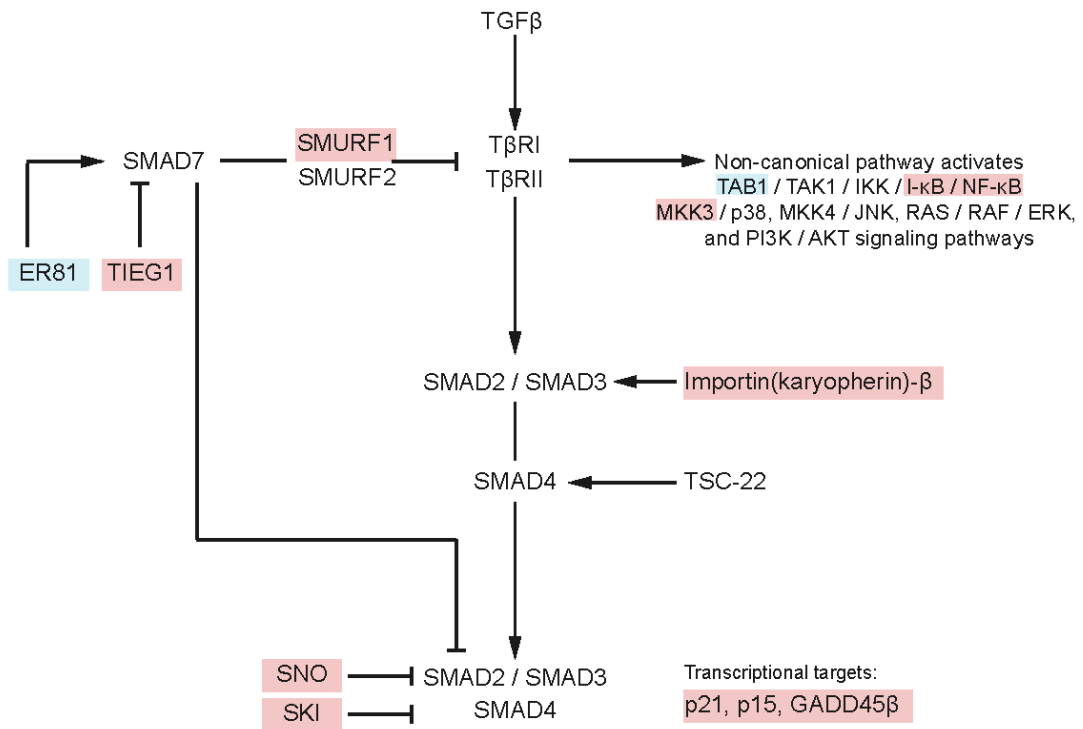 TGFβ
SMURF1
SMAD7
SMURF2
TβRI
TβRII
Non-canonical pathway activates
TAB1 / TAK1 / IKK / I-κB / NF-κB
MKK3 / p38, MKK4 / JNK, RAS / RAF / ERK,
and PI3K / AKT signaling pathways
ER81
TIEG1
SMAD2 / SMAD3
Importin(karyopherin)-β
SMAD4
TSC-22
SNO
SKI
SMAD2 / SMAD3
SMAD4
Transcriptional targets:
p21, p15, GADD45β